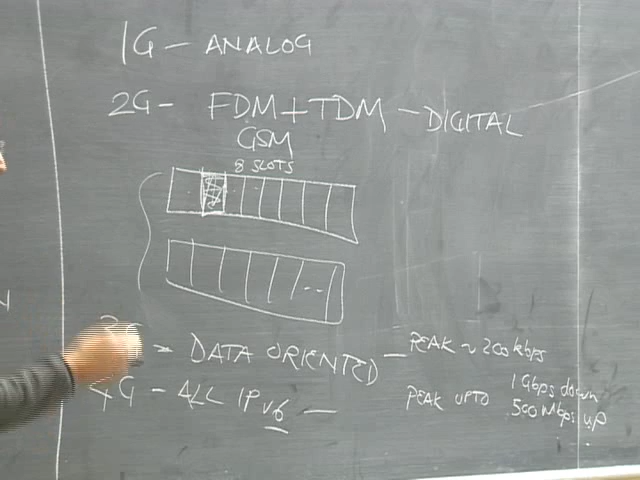 1G - ANALOG
2G - FDM + TDM - DIGITAL
GSM
8 SLOTS
3G - DATA ORIENTED - PEAK ~ 200 kbps
4G - ALL IPv6 - PEAK UPTO 1 Gbps down
500 Mbps up